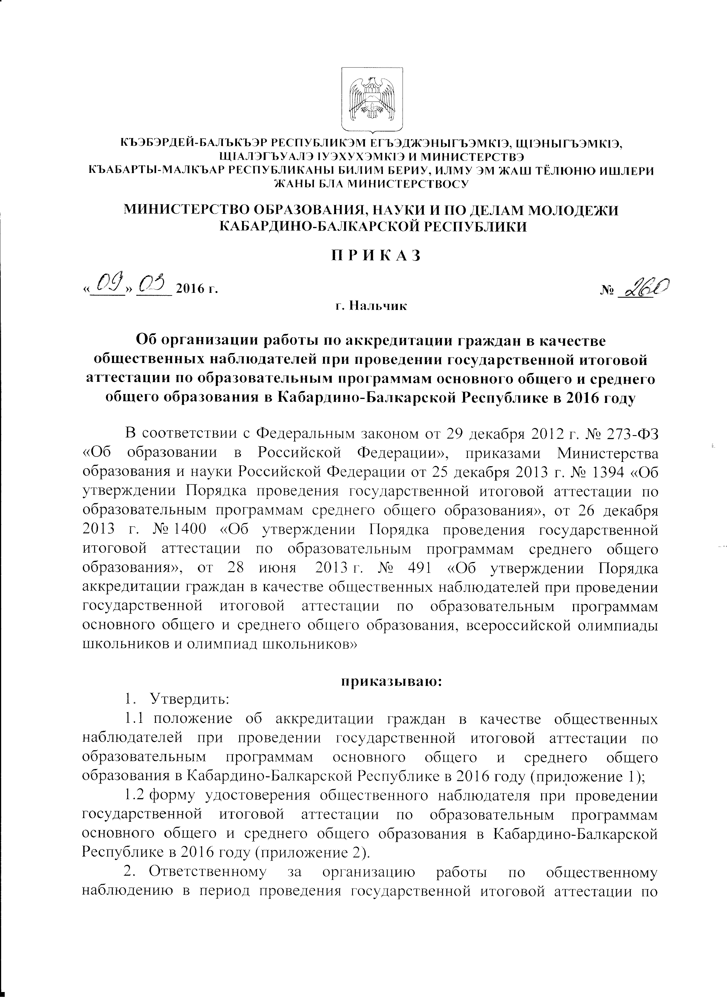 КЪЭБЭРДЕЙ-БАЛЪКЪЭР РЕСПУБЛИКЭМ ЕГЪЭДЖЭНЫГЪЭМКІЭ, ЩІЭНЫГЪЭМКІЭ,
ЩІАЛЭГЪУАЛЭ ІУЭХУХЭМКІЭ И МИНИСТЕРСТВЭ
КЪАБАРТЫ-МАЛКЪАР РЕСПУБЛИКАНЫ БИЛИМ БЕРИУ, ИЛМУ ЭМ ЖАШ ТЁЛЮНЮ ИШЛЕРИ
ЖАНЫ БЛА МИНИСТЕРСТВОСУ
МИНИСТЕРСТВО ОБРАЗОВАНИЯ, НАУКИ И ПО ДЕЛАМ МОЛОДЕЖИ
КАБАРДИНО-БАЛКАРСКОЙ РЕСПУБЛИКИ
П Р И К А З
«09» 03 2016 г. № 260
г. Нальчик
Об организации работы по аккредитации граждан в качестве
общественных наблюдателей при проведении государственной итоговой
аттестации по образовательным программам основного общего и среднего
общего образования в Кабардино-Балкарской Республике в 2016 году
В соответствии с Федеральным законом от 29 декабря 2012 г. № 273-ФЗ
«Об образовании в Российской Федерации», приказами Министерства
образования и науки Российской Федерации от 25 декабря 2013 г. № 1394 «Об
утверждении Порядка проведения государственной итоговой аттестации по
образовательным программам среднего общего образования», от 26 декабря
2013 г. № 1400 «Об утверждении Порядка проведения государственной
итоговой аттестации по образовательным программам среднего общего
образования», от 28 июня 2013 г. № 491 «Об утверждении Порядка
аккредитации граждан в качестве общественных наблюдателей при проведении
государственной итоговой аттестации по образовательным программам
основного общего и среднего общего образования, всероссийской олимпиады
школьников и олимпиад школьников»
приказываю:
1. Утвердить:
1.1 положение об аккредитации граждан в качестве общественных
наблюдателей при проведении государственной итоговой аттестации по
образовательным программам основного общего и среднего общего
образования в Кабардино-Балкарской Республике в 2016 году (приложение 1);
1.2 форму удостоверения общественного наблюдателя при проведении
государственной итоговой аттестации по образовательным программам
основного общего и среднего общего образования в Кабардино-Балкарской
Республике в 2016 году (приложение 2).
2. Ответственному за организацию работы по общественному
наблюдению в период проведения государственной итоговой аттестации по